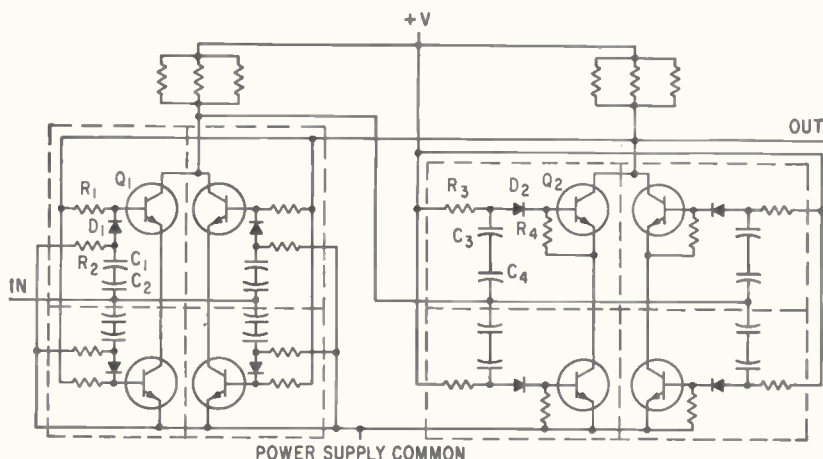 +V
OUT
Q1
R1
D1
R2
C1
C2
IN
R3
D2
Q2
C3
R4
C4
POWER SUPPLY COMMON